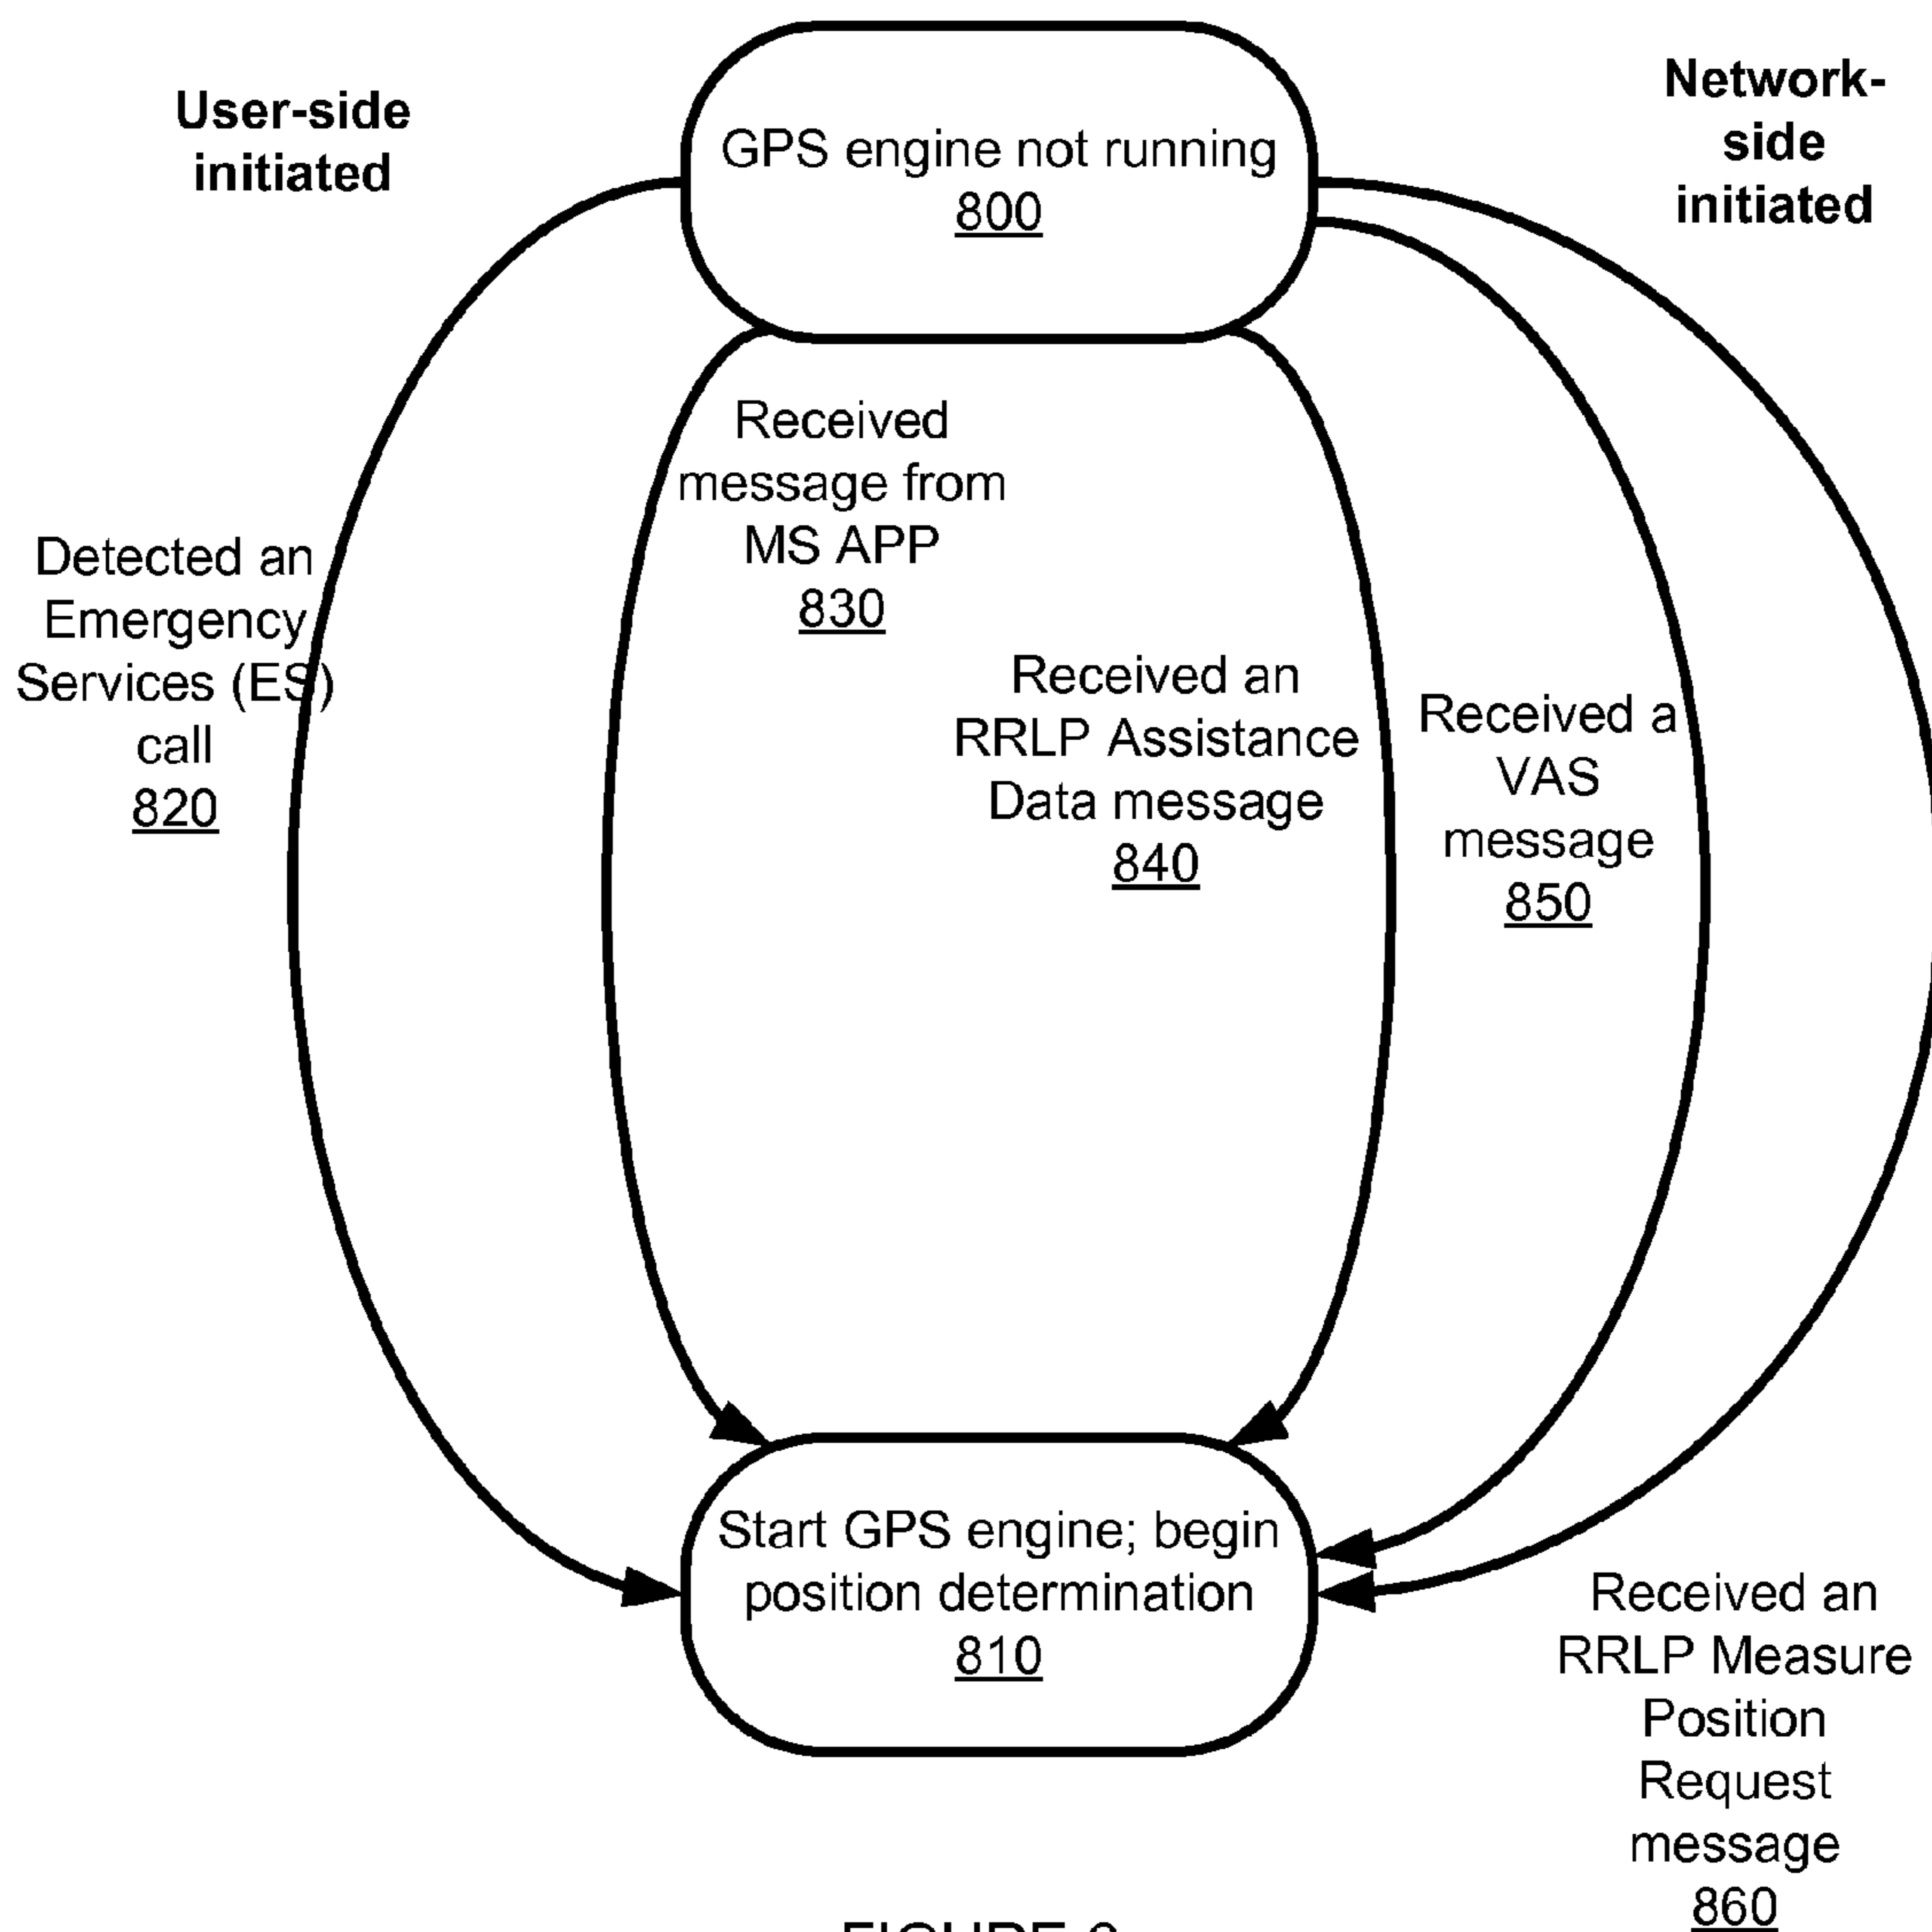 User-side
initiated
GPS engine not running
800
Network-
side
initiated
Received
message from
MS APP
830
Detected an
Emergency
Services (ES)
call
820
Received an
RRLP Assistance
Data message
840
Received a
VAS
message
850
Start GPS engine; begin
position determination
810
Received an
RRLP Measure
Position
Request
message
860
FIGURE